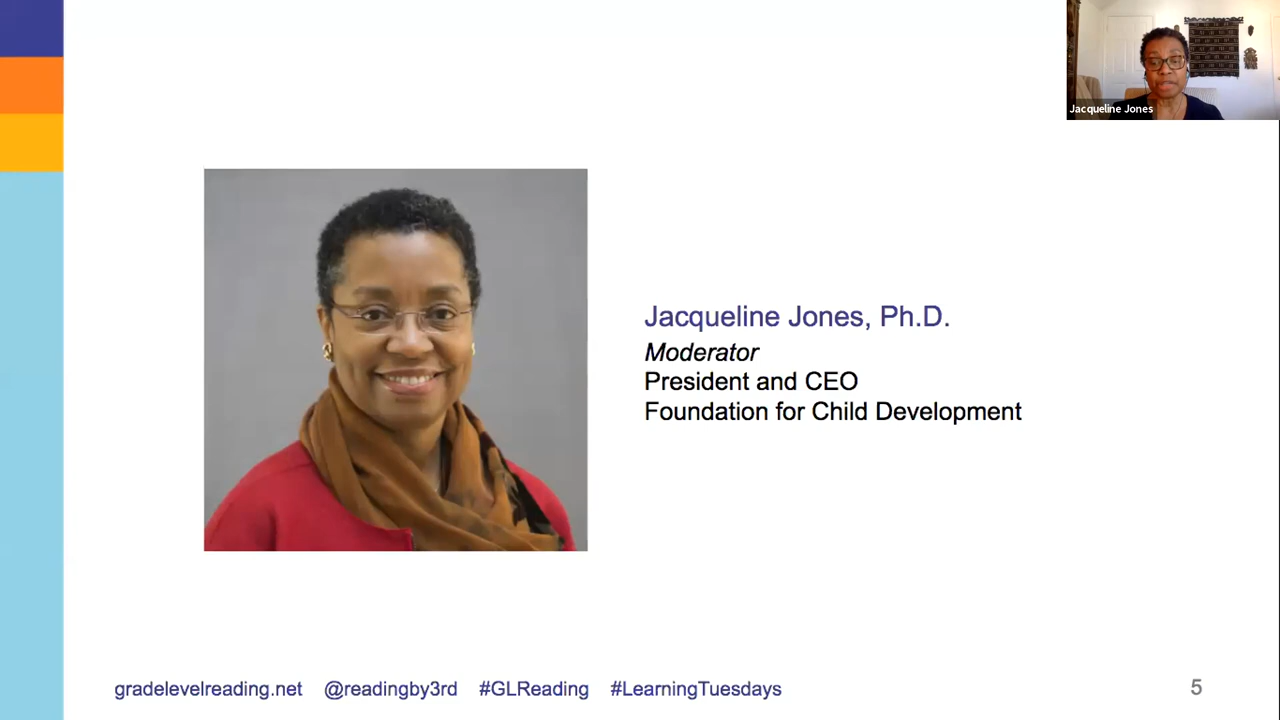 Jacqueline Jones
Jacqueline Jones, Ph.D.
Moderator
President and CEO
Foundation for Child Development
gradelevelreading.net @readingby3rd #GLReading #LearningTuesdays 5